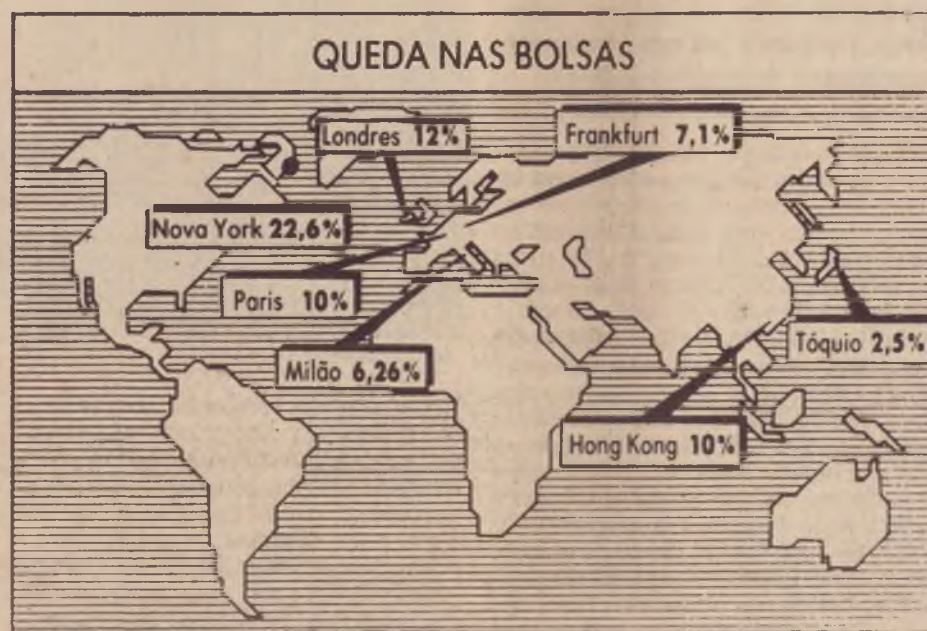 QUEDA NAS BOLSAS
Londres 12%
Frankfurt 7,1%
Nova York 22,6%
Paris 10%
Milão 6,26%
Tóquio 2,5%
Hong Kong 10%